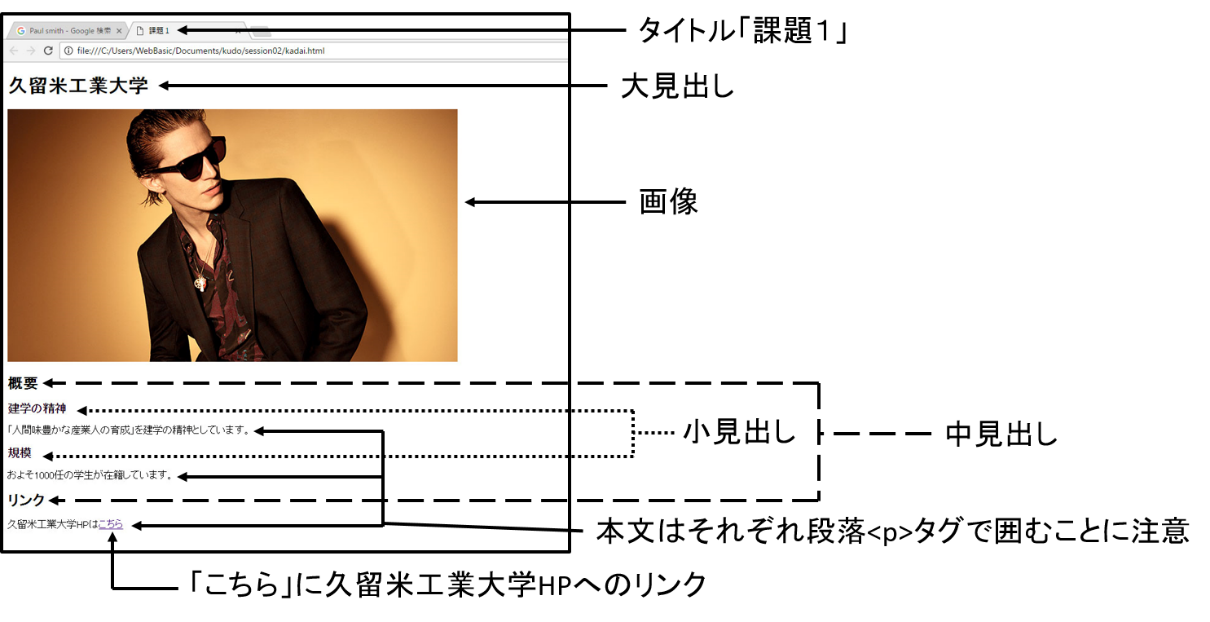 Paul smith - Google 検索
課題1
タイトル「課題1」
file:///C:/Users/WebBasic/Documents/kudo/session02/kadai.html
久留米工業大学
大見出し
画像
概要
建学の精神
「人間味豊かな産業人の育成」を建学の精神としています。
小見出し
中見出し
規模
およそ1000任の学生が在籍しています。
リンク
久留米工業大学HPはこちら
本文はそれぞれ段落<p>タグで囲むことに注意
「こちら」に久留米工業大学HPへのリンク